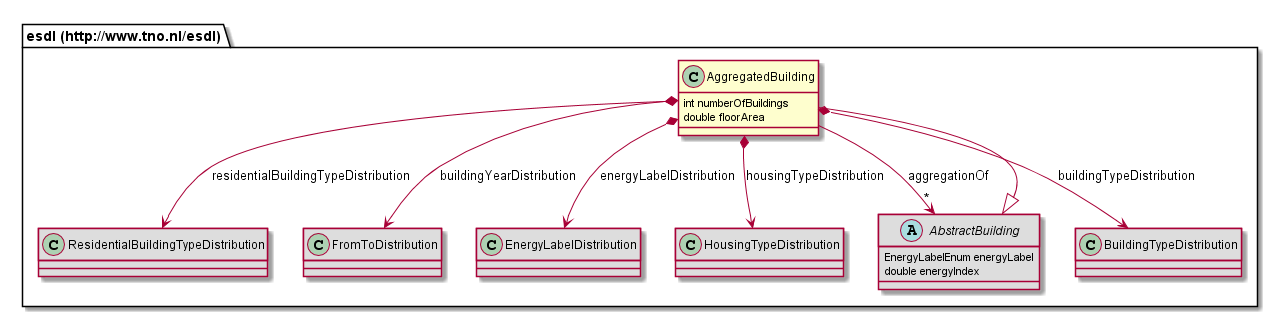 esdl (http://www.tno.nl/esdl)
C AggregatedBuilding
int numberOfBuildings
double floorArea
residentialBuildingTypeDistribution
buildingYearDistribution
energyLabelDistribution
housingTypeDistribution
aggregationOf
*
buildingTypeDistribution
C ResidentialBuildingTypeDistribution
C FromToDistribution
C EnergyLabelDistribution
C HousingTypeDistribution
A AbstractBuilding
EnergyLabelEnum energyLabel
double energyIndex
C BuildingTypeDistribution